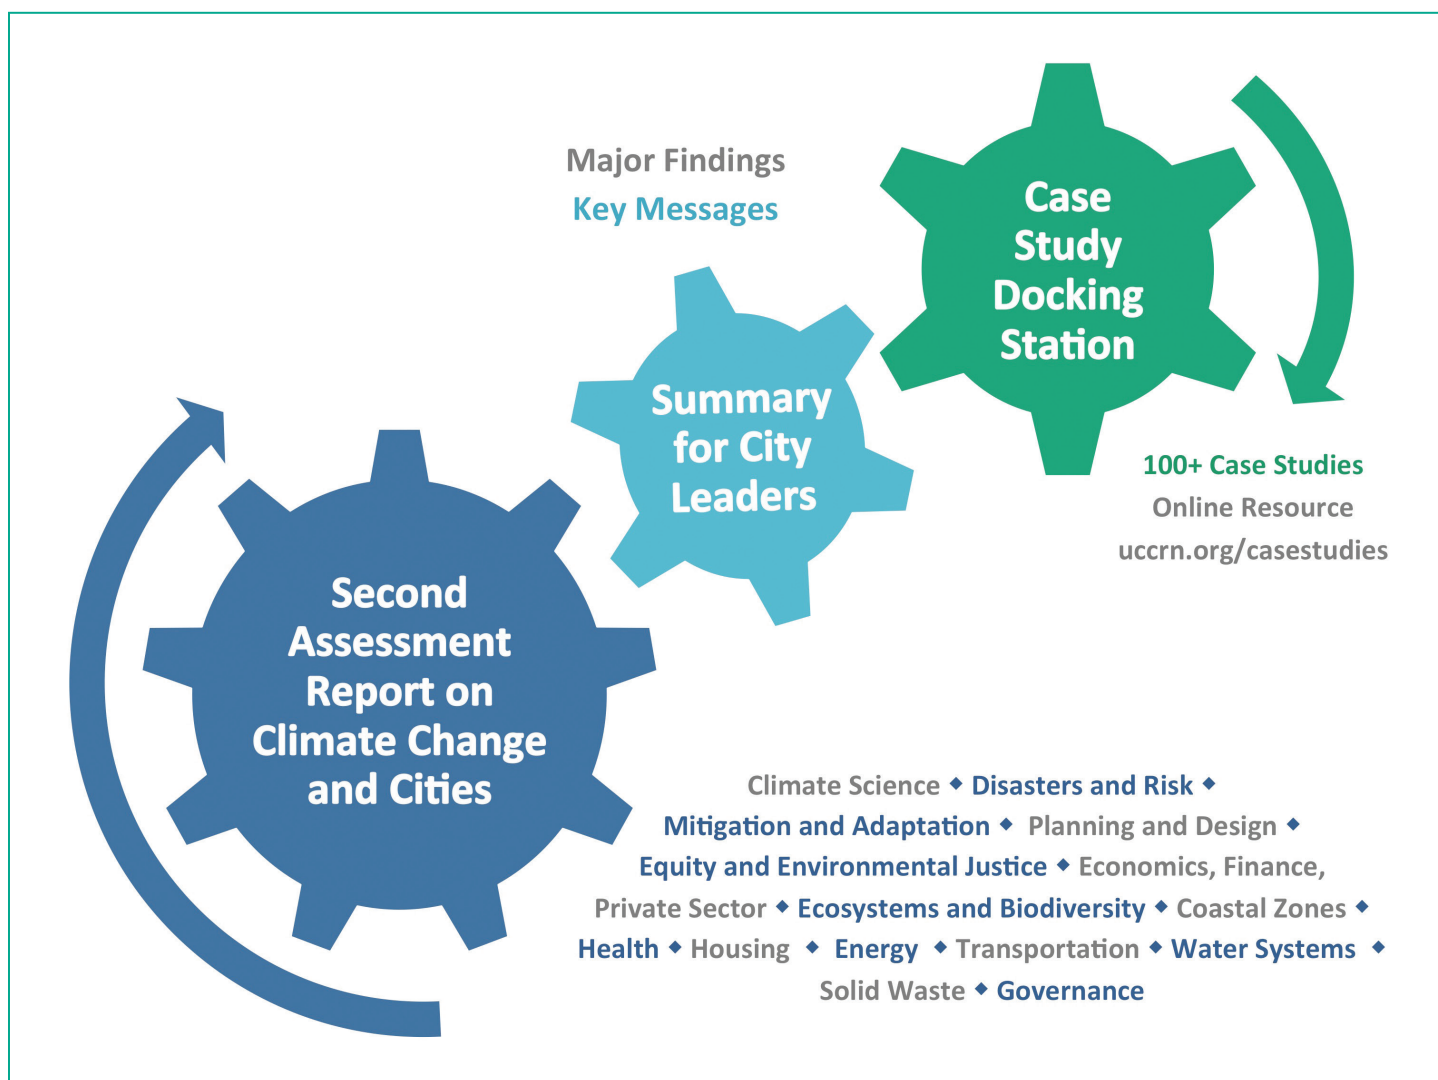 Major Findings
Key Messages
Case
Study
Docking
Station
Summary
for City
Leaders
100+ Case Studies
Online Resource
uccrn.org/casestudies
Second
Assessment
Report on
Climate Change
and Cities
Climate Science ◆ Disasters and Risk ◆
Mitigation and Adaptation ◆ Planning and Design ◆
Equity and Environmental Justice ◆ Economics, Finance,
Private Sector ◆ Ecosystems and Biodiversity ◆ Coastal Zones ◆
Health ◆ Housing ◆ Energy ◆ Transportation ◆ Water Systems ◆
Solid Waste ◆ Governance